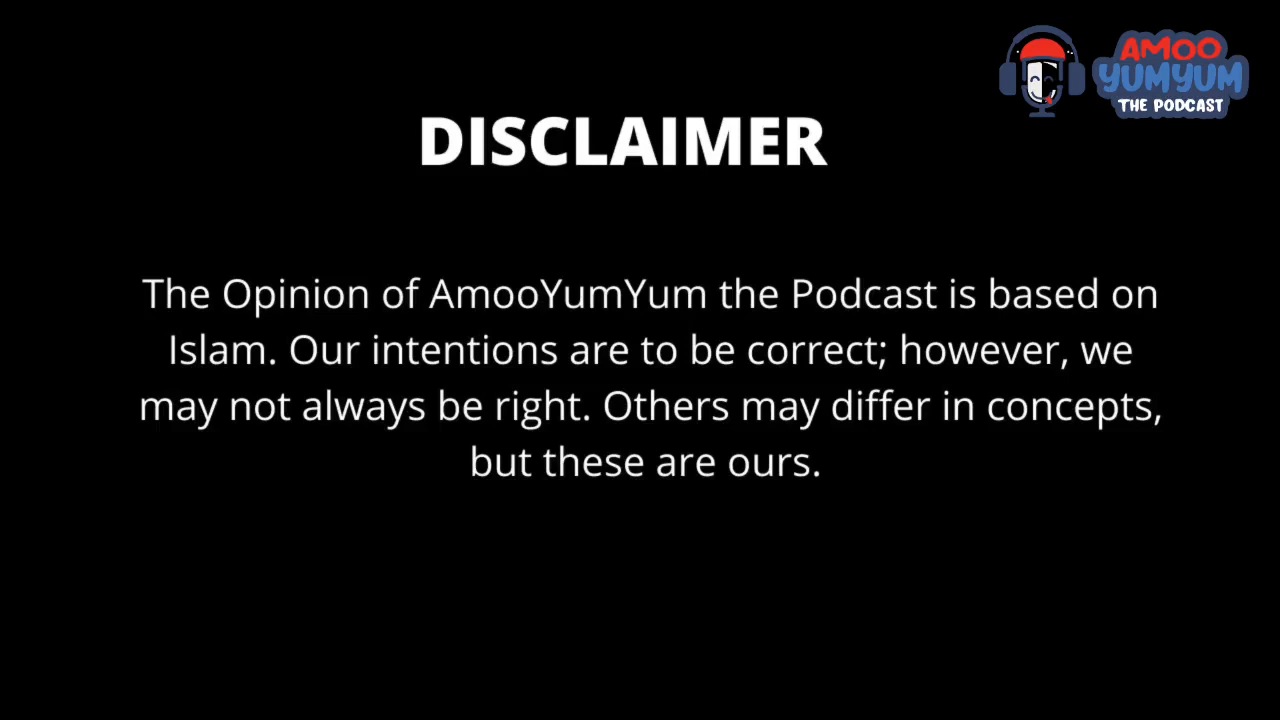 AMOO
YUMYUM
THE PODCAST
DISCLAIMER
The Opinion of AmooYumYum the Podcast is based on
Islam. Our intentions are to be correct; however, we
may not always be right. Others may differ in concepts,
but these are ours.